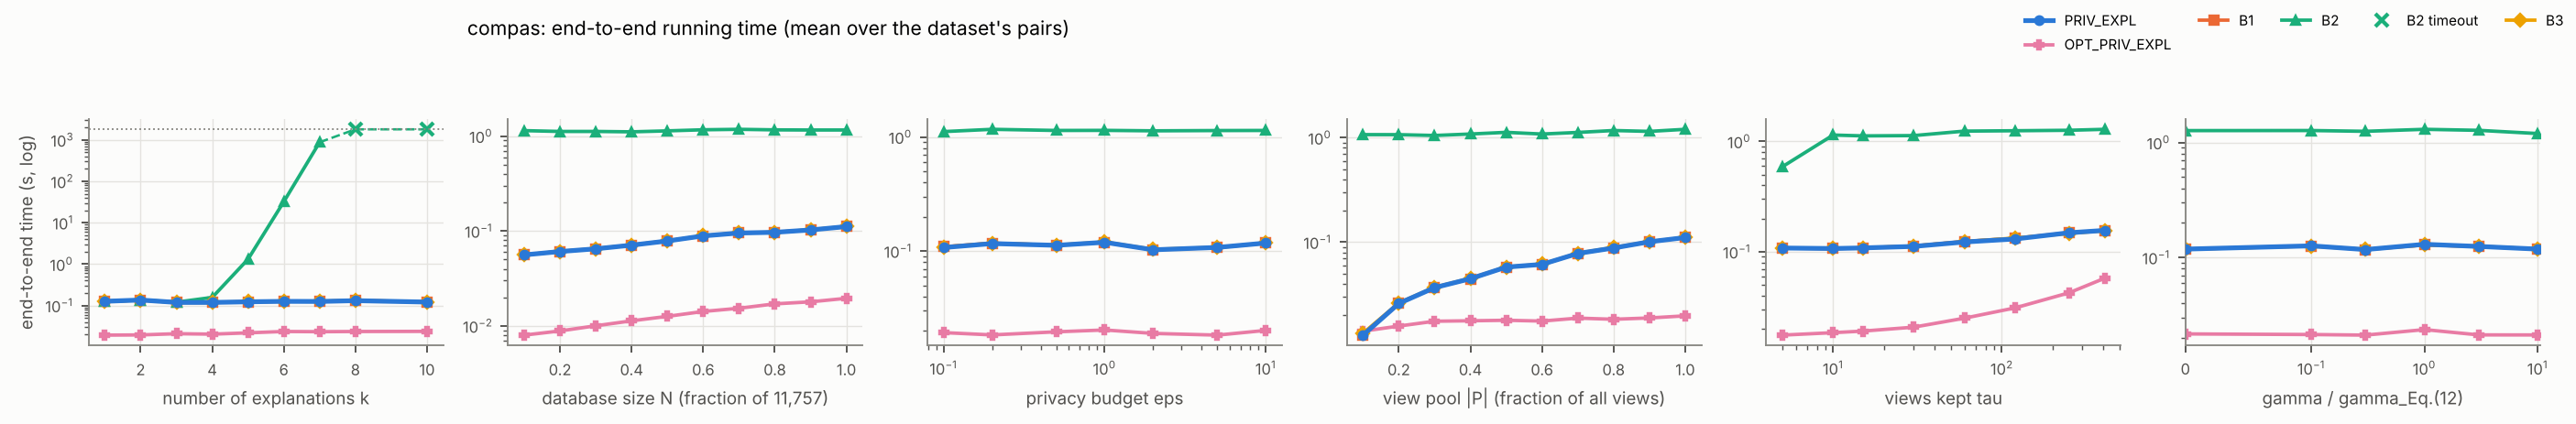 compas: end-to-end running time (mean over the dataset's pairs)
PRIV_EXPL B1 B2 B2 timeout B3
OPT_PRIV_EXPL
end-to-end time (s, log)
10³
10²
10¹
10⁰
10⁻¹
2 4 6 8 10
number of explanations k
10⁰
10⁻¹
10⁻²
0.2 0.4 0.6 0.8 1.0
database size N (fraction of 11,757)
10⁰
10⁻¹
10⁻¹ 10⁰ 10¹
privacy budget eps
10⁰
10⁻¹
0.2 0.4 0.6 0.8 1.0
view pool |P| (fraction of all views)
10⁰
10⁻¹
10¹ 10²
views kept tau
10⁰
10⁻¹
0 10⁻¹ 10⁰ 10¹
gamma / gamma_Eq.(12)